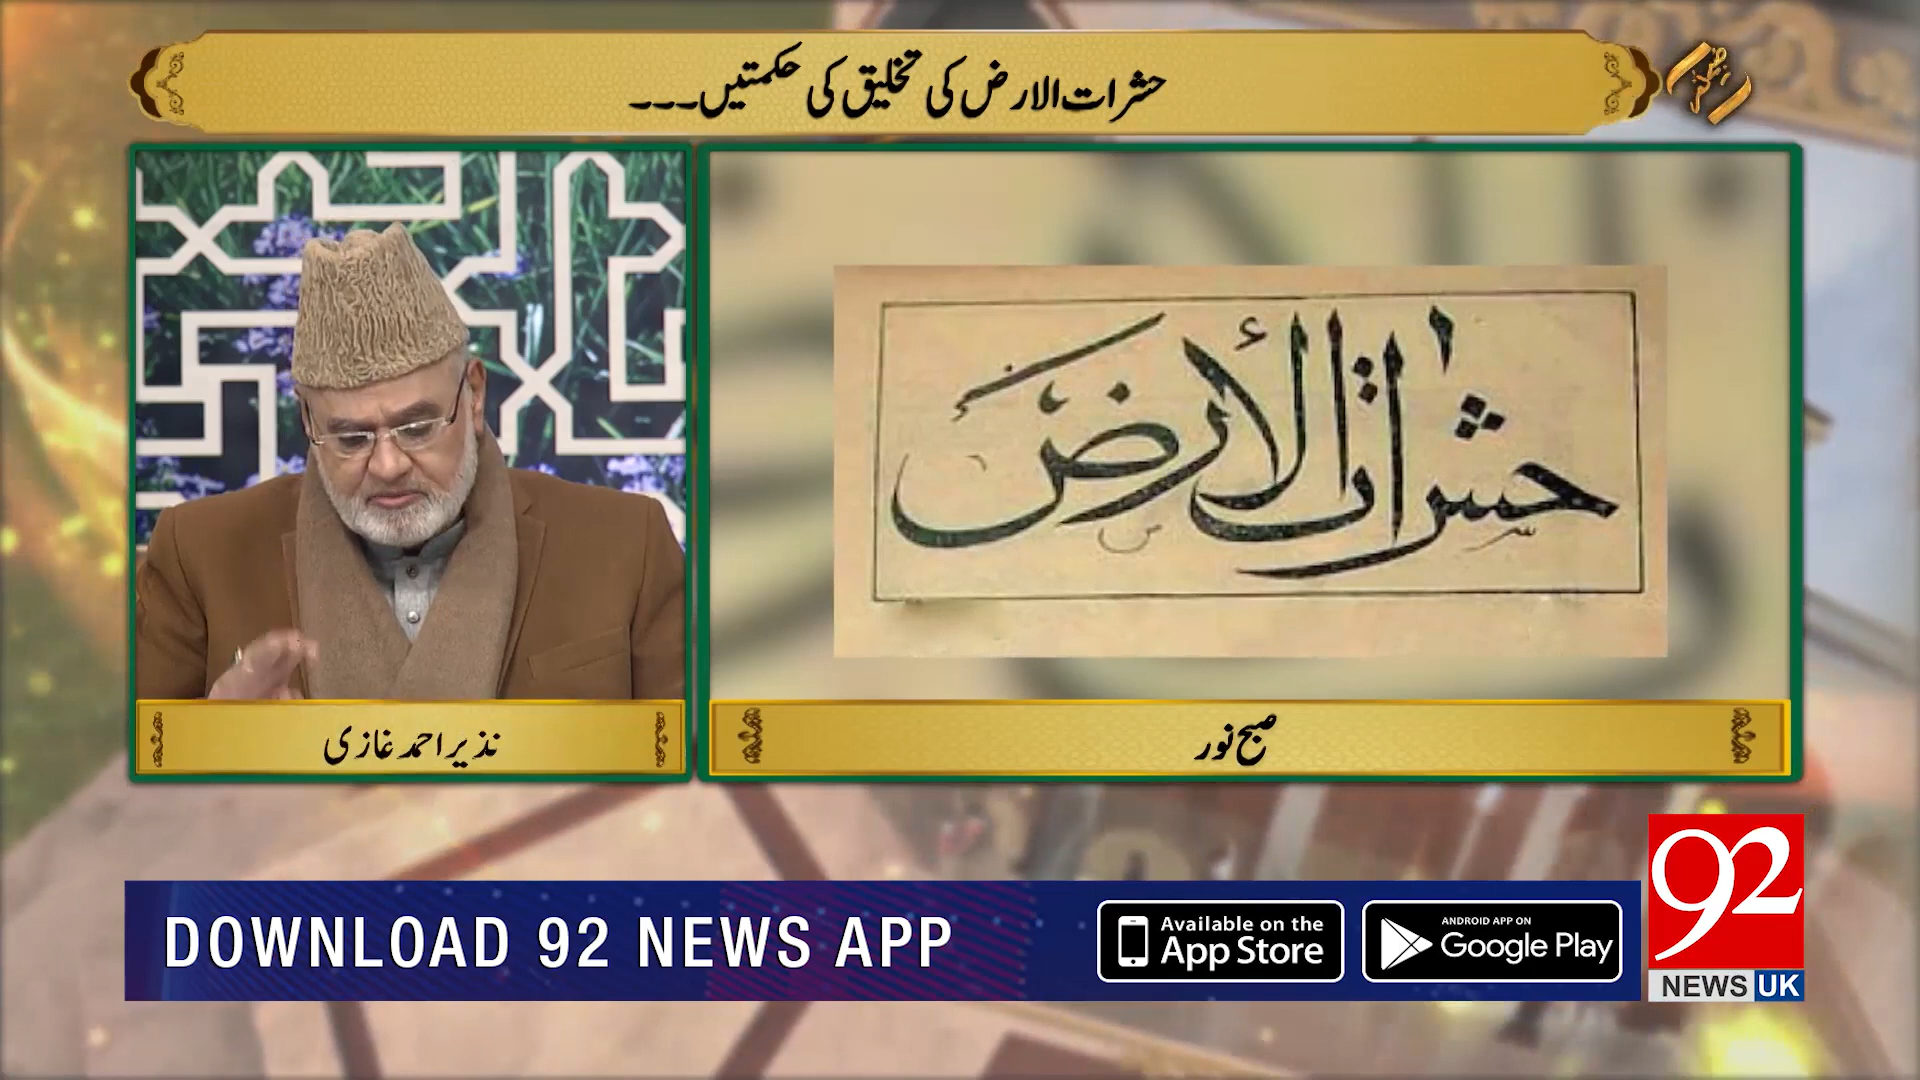 حشرات الارض کی تخلیق کی حکمتیں۔۔۔
حشرات الأرض
نذیر احمد غازی
صبح نور
DOWNLOAD 92 NEWS APP
Available on the
App Store
ANDROID APP ON
Google Play
92
NEWS UK